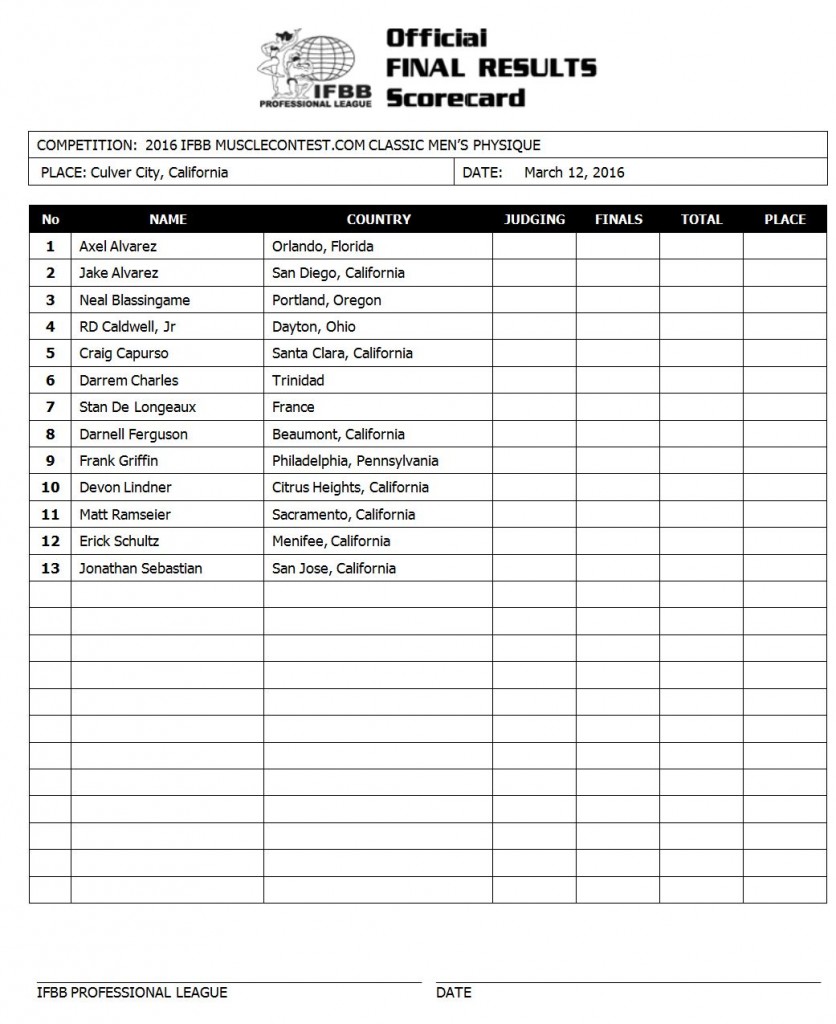 IFBB
PROFESSIONAL LEAGUE
Official
FINAL RESULTS
Scorecard
COMPETITION: 2016 IFBB MUSCLECONTEST.COM CLASSIC MEN'S PHYSIQUE
PLACE: Culver City, California DATE: March 12, 2016
No NAME COUNTRY JUDGING FINALS TOTAL PLACE
1 Axel Alvarez Orlando, Florida
2 Jake Alvarez San Diego, California
3 Neal Blassingame Portland, Oregon
4 RD Caldwell, Jr Dayton, Ohio
5 Craig Capurso Santa Clara, California
6 Darrem Charles Trinidad
7 Stan De Longeaux France
8 Darnell Ferguson Beaumont, California
9 Frank Griffin Philadelphia, Pennsylvania
10 Devon Lindner Citrus Heights, California
11 Matt Ramseier Sacramento, California
12 Erick Schultz Menifee, California
13 Jonathan Sebastian San Jose, California
IFBB PROFESSIONAL LEAGUE DATE